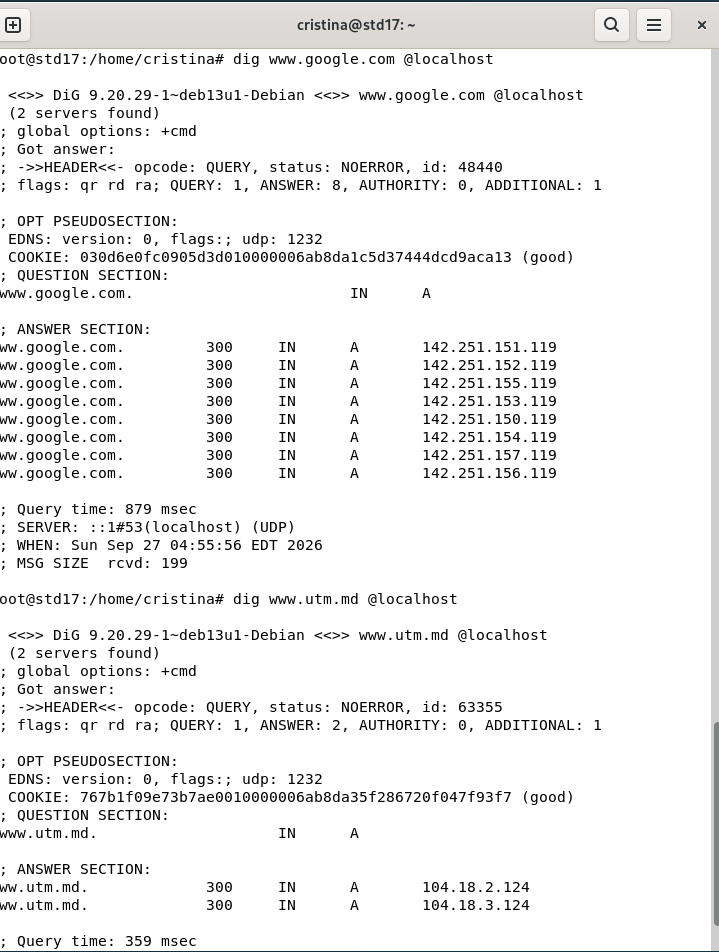 cristina@std17: ~
oot@std17:/home/cristina# dig www.google.com @localhost
<<>> DiG 9.20.29-1~deb13u1-Debian <<>> www.google.com @localhost
(2 servers found)
; global options: +cmd
; Got answer:
; ->>HEADER<<- opcode: QUERY, status: NOERROR, id: 48440
; flags: qr rd ra; QUERY: 1, ANSWER: 8, AUTHORITY: 0, ADDITIONAL: 1
; OPT PSEUDOSECTION:
EDNS: version: 0, flags:; udp: 1232
COOKIE: 030d6e0fc0905d3d010000006ab8da1c5d37444dcd9aca13 (good)
; QUESTION SECTION:
www.google.com. IN A
; ANSWER SECTION:
ww.google.com. 300 IN A 142.251.151.119
ww.google.com. 300 IN A 142.251.152.119
ww.google.com. 300 IN A 142.251.155.119
ww.google.com. 300 IN A 142.251.153.119
ww.google.com. 300 IN A 142.251.150.119
ww.google.com. 300 IN A 142.251.154.119
ww.google.com. 300 IN A 142.251.157.119
ww.google.com. 300 IN A 142.251.156.119
; Query time: 879 msec
; SERVER: ::1#53(localhost) (UDP)
; WHEN: Sun Sep 27 04:55:56 EDT 2026
; MSG SIZE  rcvd: 199
oot@std17:/home/cristina# dig www.utm.md @localhost
<<>> DiG 9.20.29-1~deb13u1-Debian <<>> www.utm.md @localhost
(2 servers found)
; global options: +cmd
; Got answer:
; ->>HEADER<<- opcode: QUERY, status: NOERROR, id: 63355
; flags: qr rd ra; QUERY: 1, ANSWER: 2, AUTHORITY: 0, ADDITIONAL: 1
; OPT PSEUDOSECTION:
EDNS: version: 0, flags:; udp: 1232
COOKIE: 767b1f09e73b7ae0010000006ab8da35f286720f047f93f7 (good)
; QUESTION SECTION:
www.utm.md. IN A
; ANSWER SECTION:
ww.utm.md. 300 IN A 104.18.2.124
ww.utm.md. 300 IN A 104.18.3.124
; Query time: 359 msec